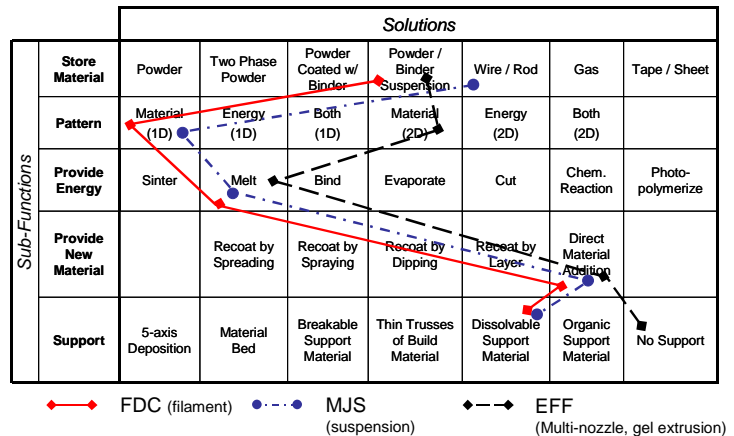 Solutions
Sub-Functions
Store Material
Powder
Two Phase Powder
Powder Coated w/ Binder
Powder / Binder Suspension
Wire / Rod
Gas
Tape / Sheet
Pattern
Material (1D)
Energy (1D)
Both (1D)
Material (2D)
Energy (2D)
Both (2D)
Provide Energy
Sinter
Melt
Bind
Evaporate
Cut
Chem. Reaction
Photo-polymerize
Provide New Material
Recoat by Spreading
Recoat by Spraying
Recoat by Dipping
Recoat by Layer
Direct Material Addition
Support
5-axis Deposition
Material Bed
Breakable Support Material
Thin Trusses of Build Material
Dissolvable Support Material
Organic Support Material
No Support
FDC (filament)
MJS
(suspension)
EFF
(Multi-nozzle, gel extrusion)